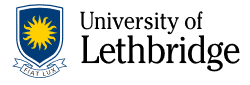 University of
Lethbridge
FIAT LUX